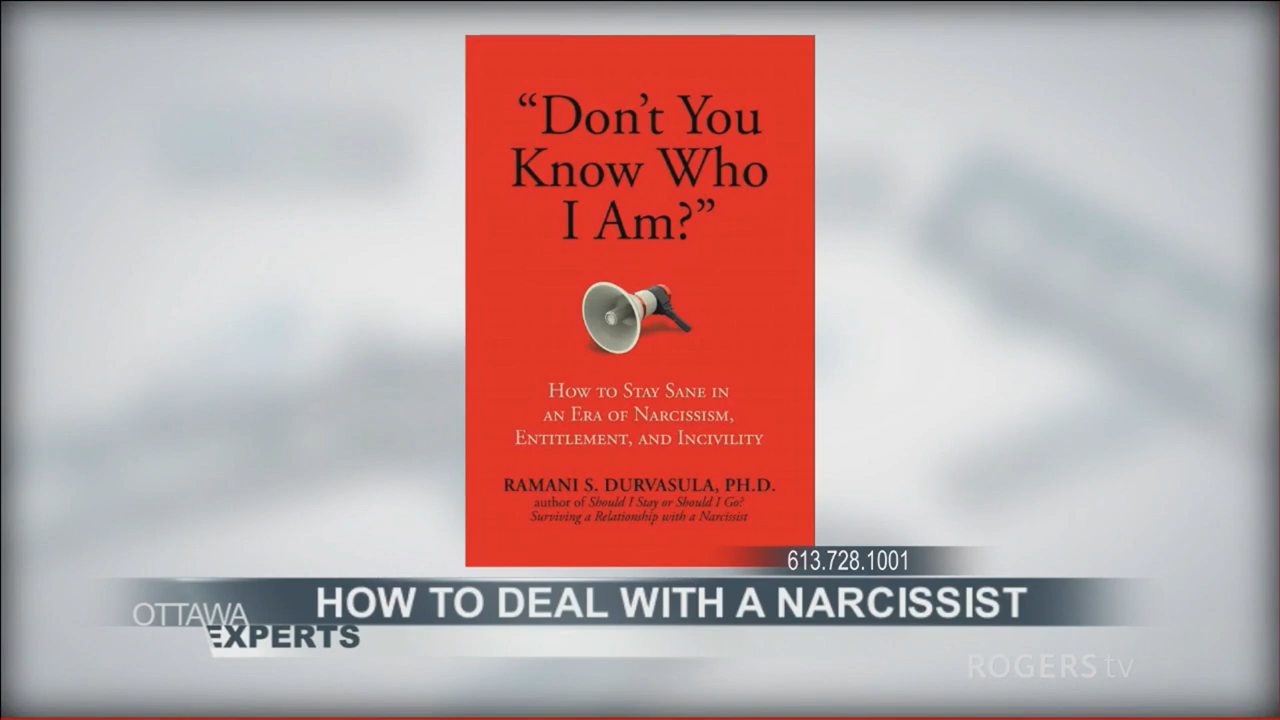 “Don’t You
Know Who
I Am?”
How to Stay Sane in
an Era of Narcissism,
Entitlement, and Incivility
RAMANI S. DURVASULA, PH.D.
author of Should I Stay or Should I Go?
Surviving a Relationship with a Narcissist
613.728.1001
HOW TO DEAL WITH A NARCISSIST
OTTAWA
EXPERTS
ROGERS tv